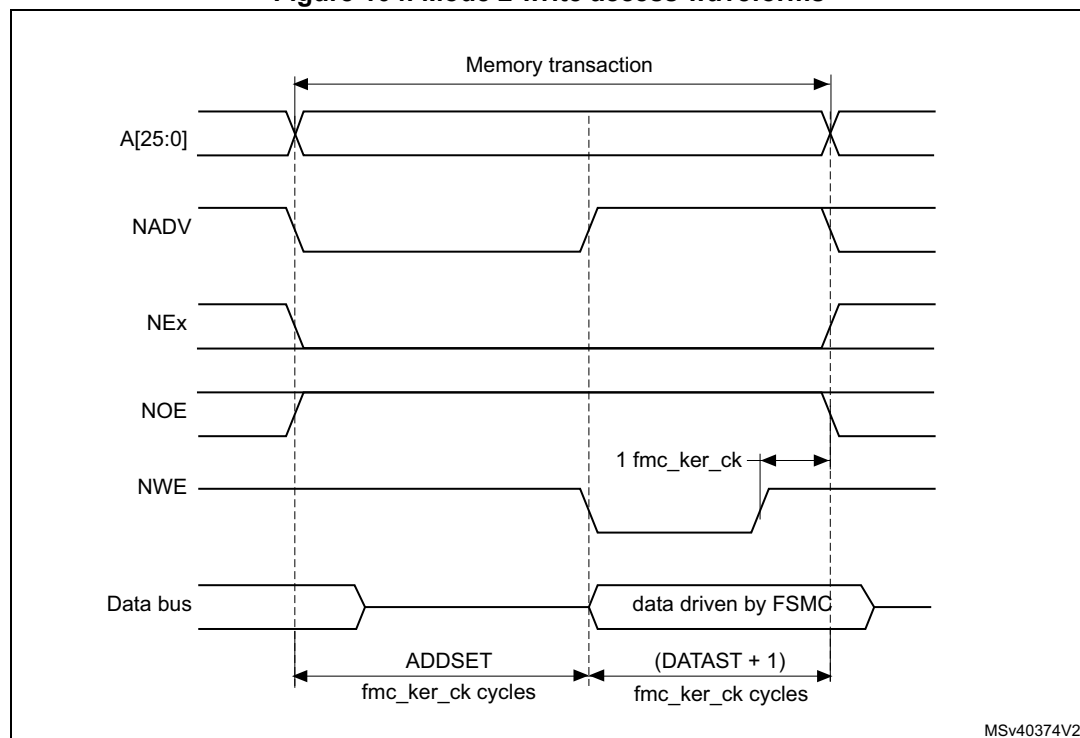 Memory transaction
A[25:0]
NADV
NEx
NOE
1 fmc_ker_ck
NWE
Data bus
data driven by FSMC
ADDSET
fmc_ker_ck cycles
(DATAST + 1)
fmc_ker_ck cycles
MSv40374V2